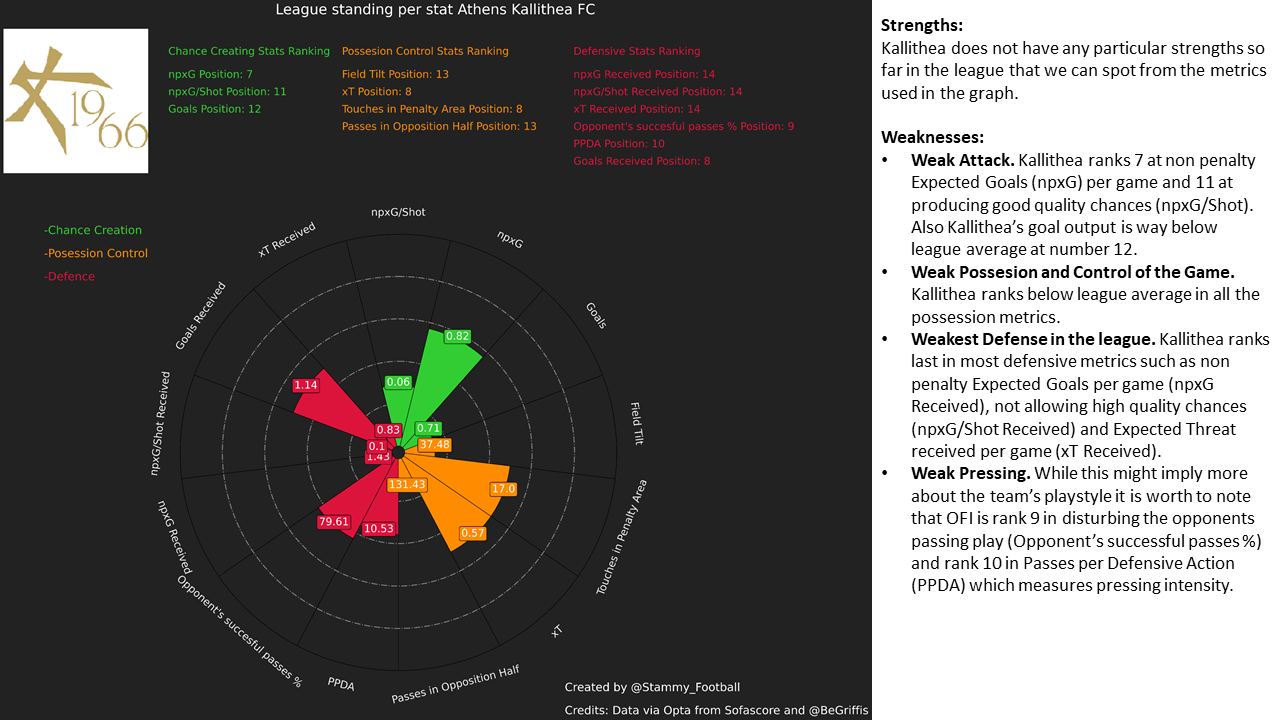 League standing per stat Athens Kallithea FC
1966
Chance Creating Stats Ranking
npxG Position: 7
npxG/Shot Position: 11
Goals Position: 12
Possesion Control Stats Ranking
Field Tilt Position: 13
xT Position: 8
Touches in Penalty Area Position: 8
Passes in Opposition Half Position: 13
Defensive Stats Ranking
npxG Received Position: 14
npxG/Shot Received Position: 14
xT Received Position: 14
Opponent's succesful passes % Position: 9
PPDA Position: 10
Goals Received Position: 8
-Chance Creation
-Posession Control
-Defence
npxG/Shot
npxG
Goals
Field Tilt
Touches in Penalty Area
xT
Passes in Opposition Half
PPDA
Opponent's succesful passes %
npxG Received
npxG/Shot Received
Goals Received
xT Received
0.06
0.82
0.71
37.48
17.0
0.57
131.43
10.53
79.61
1.43
0.1
1.14
0.83
Created by @Stammy_Football
Credits: Data via Opta from Sofascore and @BeGriffis
Strengths:
Kallithea does not have any particular strengths so
far in the league that we can spot from the metrics
used in the graph.
Weaknesses:
• Weak Attack. Kallithea ranks 7 at non penalty
Expected Goals (npxG) per game and 11 at
producing good quality chances (npxG/Shot).
Also Kallithea’s goal output is way below
league average at number 12.
• Weak Possesion and Control of the Game.
Kallithea ranks below league average in all the
possession metrics.
• Weakest Defense in the league. Kallithea ranks
last in most defensive metrics such as non
penalty Expected Goals per game (npxG
Received), not allowing high quality chances
(npxG/Shot Received) and Expected Threat
received per game (xT Received).
• Weak Pressing. While this might imply more
about the team’s playstyle it is worth to note
that OFI is rank 9 in disturbing the opponents
passing play (Opponent’s successful passes %)
and rank 10 in Passes per Defensive Action
(PPDA) which measures pressing intensity.